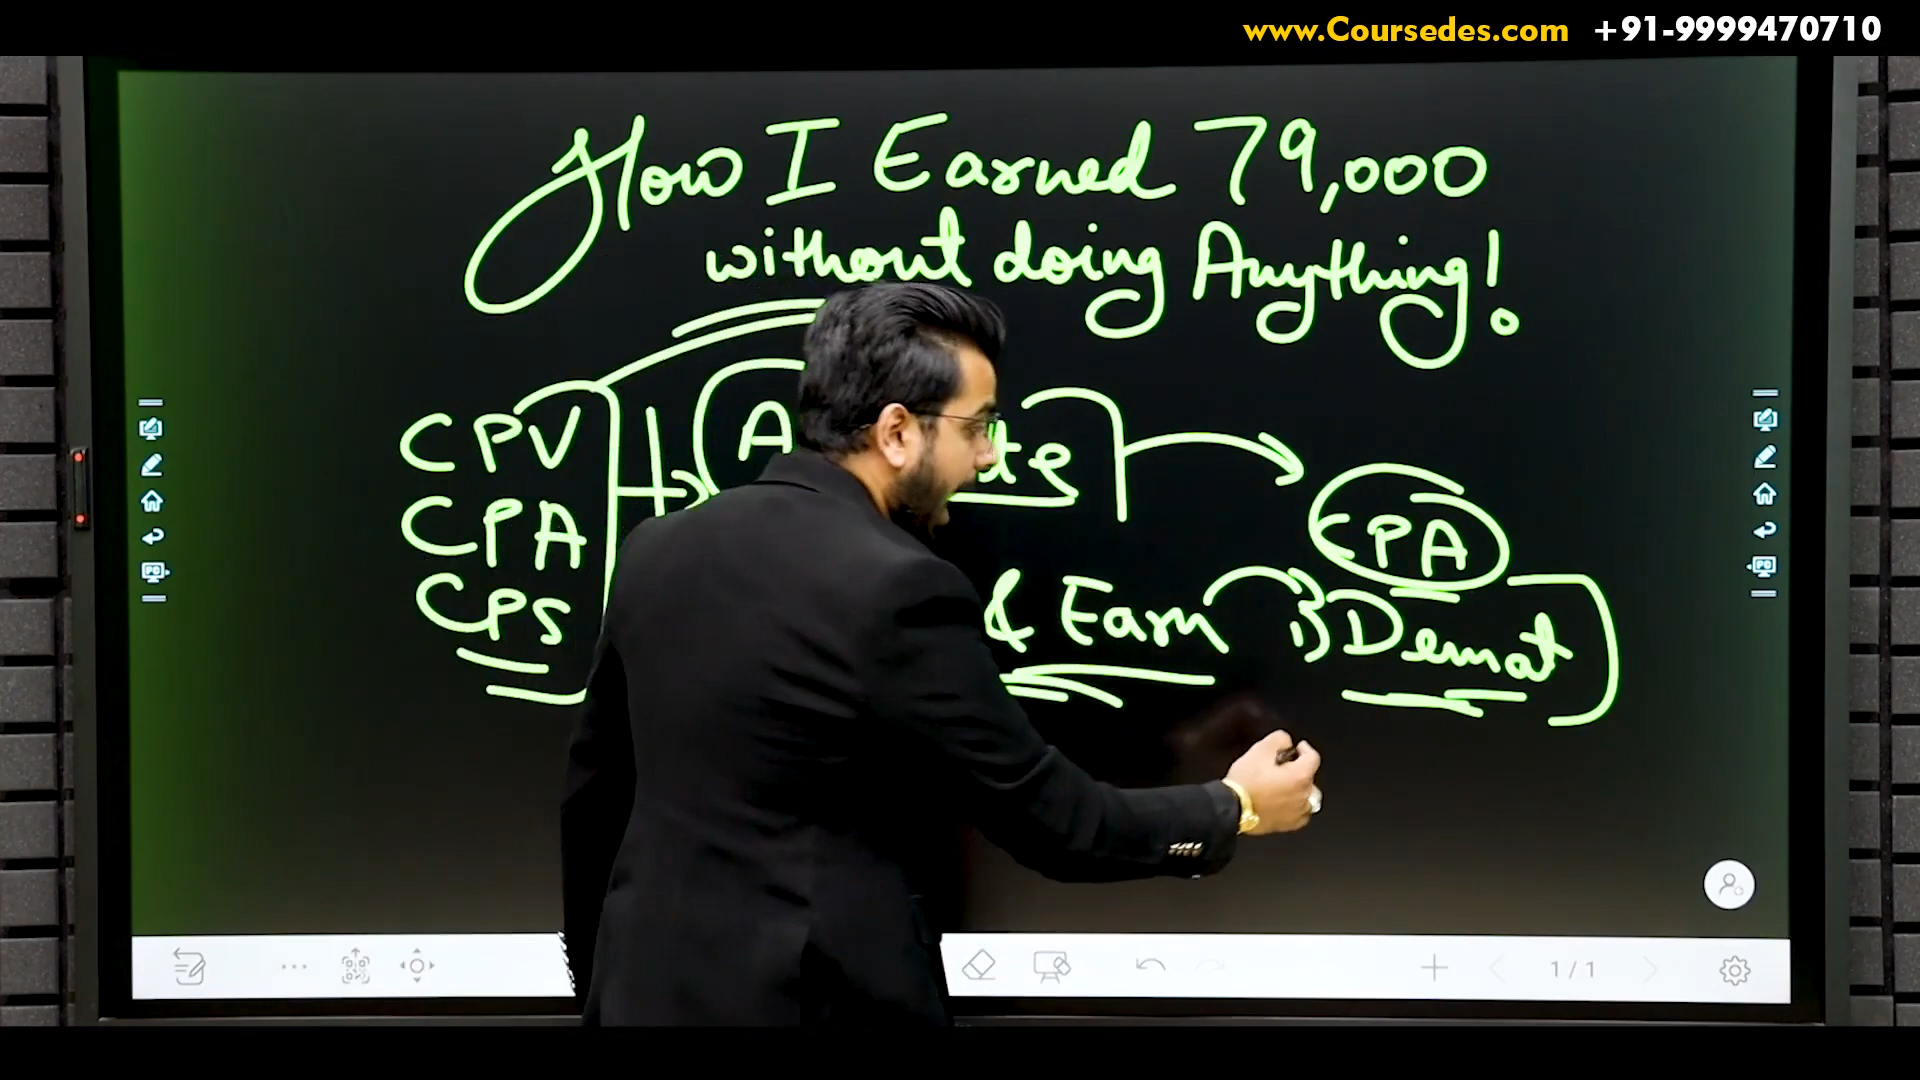 www.Coursedes.com +91-9999470710
How I Earned 79,000
without doing Anything!
CPV
CPA
CPS
CPA
& Earn 1) Demat
1/1